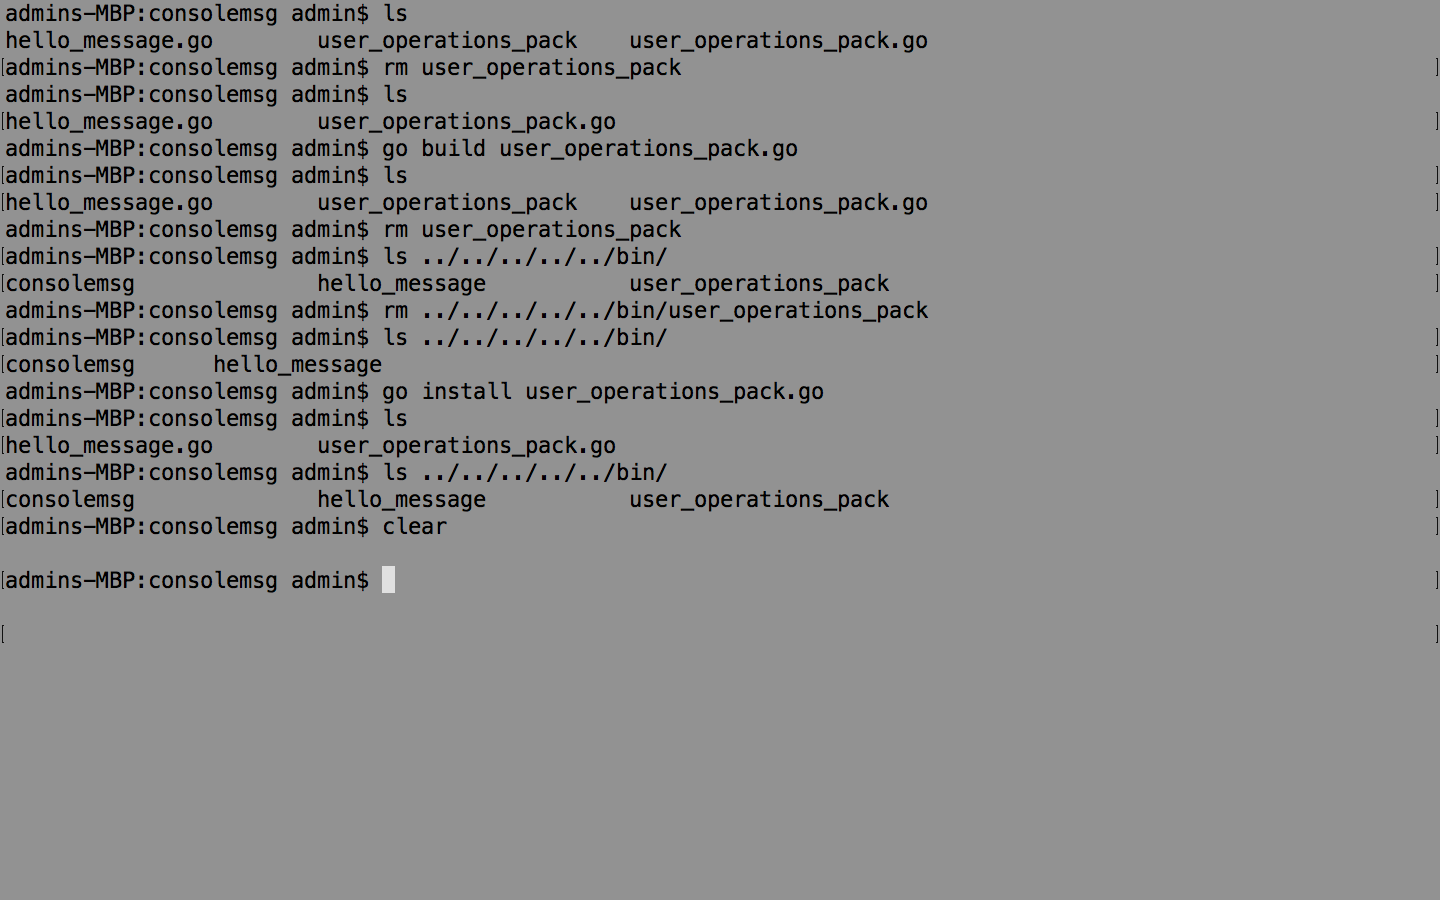 admins-MBP:consolemsg admin$ ls
hello_message.go        user_operations_pack    user_operations_pack.go
[admins-MBP:consolemsg admin$ rm user_operations_pack ]
admins-MBP:consolemsg admin$ ls
[hello_message.go        user_operations_pack.go ]
admins-MBP:consolemsg admin$ go build user_operations_pack.go
[admins-MBP:consolemsg admin$ ls ]
[hello_message.go        user_operations_pack    user_operations_pack.go ]
admins-MBP:consolemsg admin$ rm user_operations_pack
[admins-MBP:consolemsg admin$ ls ../../../../../bin/ ]
[consolemsg              hello_message           user_operations_pack ]
admins-MBP:consolemsg admin$ rm ../../../../../bin/user_operations_pack
[admins-MBP:consolemsg admin$ ls ../../../../../bin/ ]
[consolemsg      hello_message ]
admins-MBP:consolemsg admin$ go install user_operations_pack.go
[admins-MBP:consolemsg admin$ ls ]
[hello_message.go        user_operations_pack.go ]
admins-MBP:consolemsg admin$ ls ../../../../../bin/
[consolemsg              hello_message           user_operations_pack ]
[admins-MBP:consolemsg admin$ clear ]
[admins-MBP:consolemsg admin$ ]
[ ]